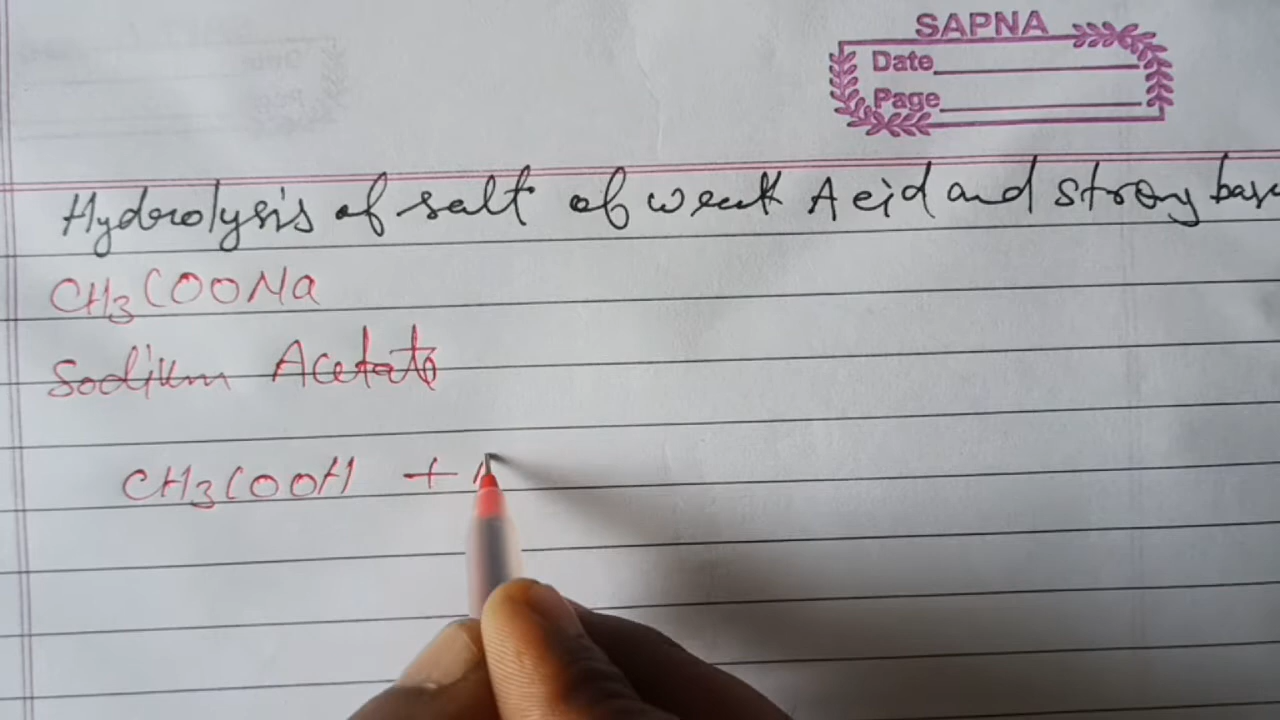 SAPNA
Date
Page
Hydrolysis of salt of weak Acid and strong base
CH3COONa
Sodium Acetate
CH3COOH +